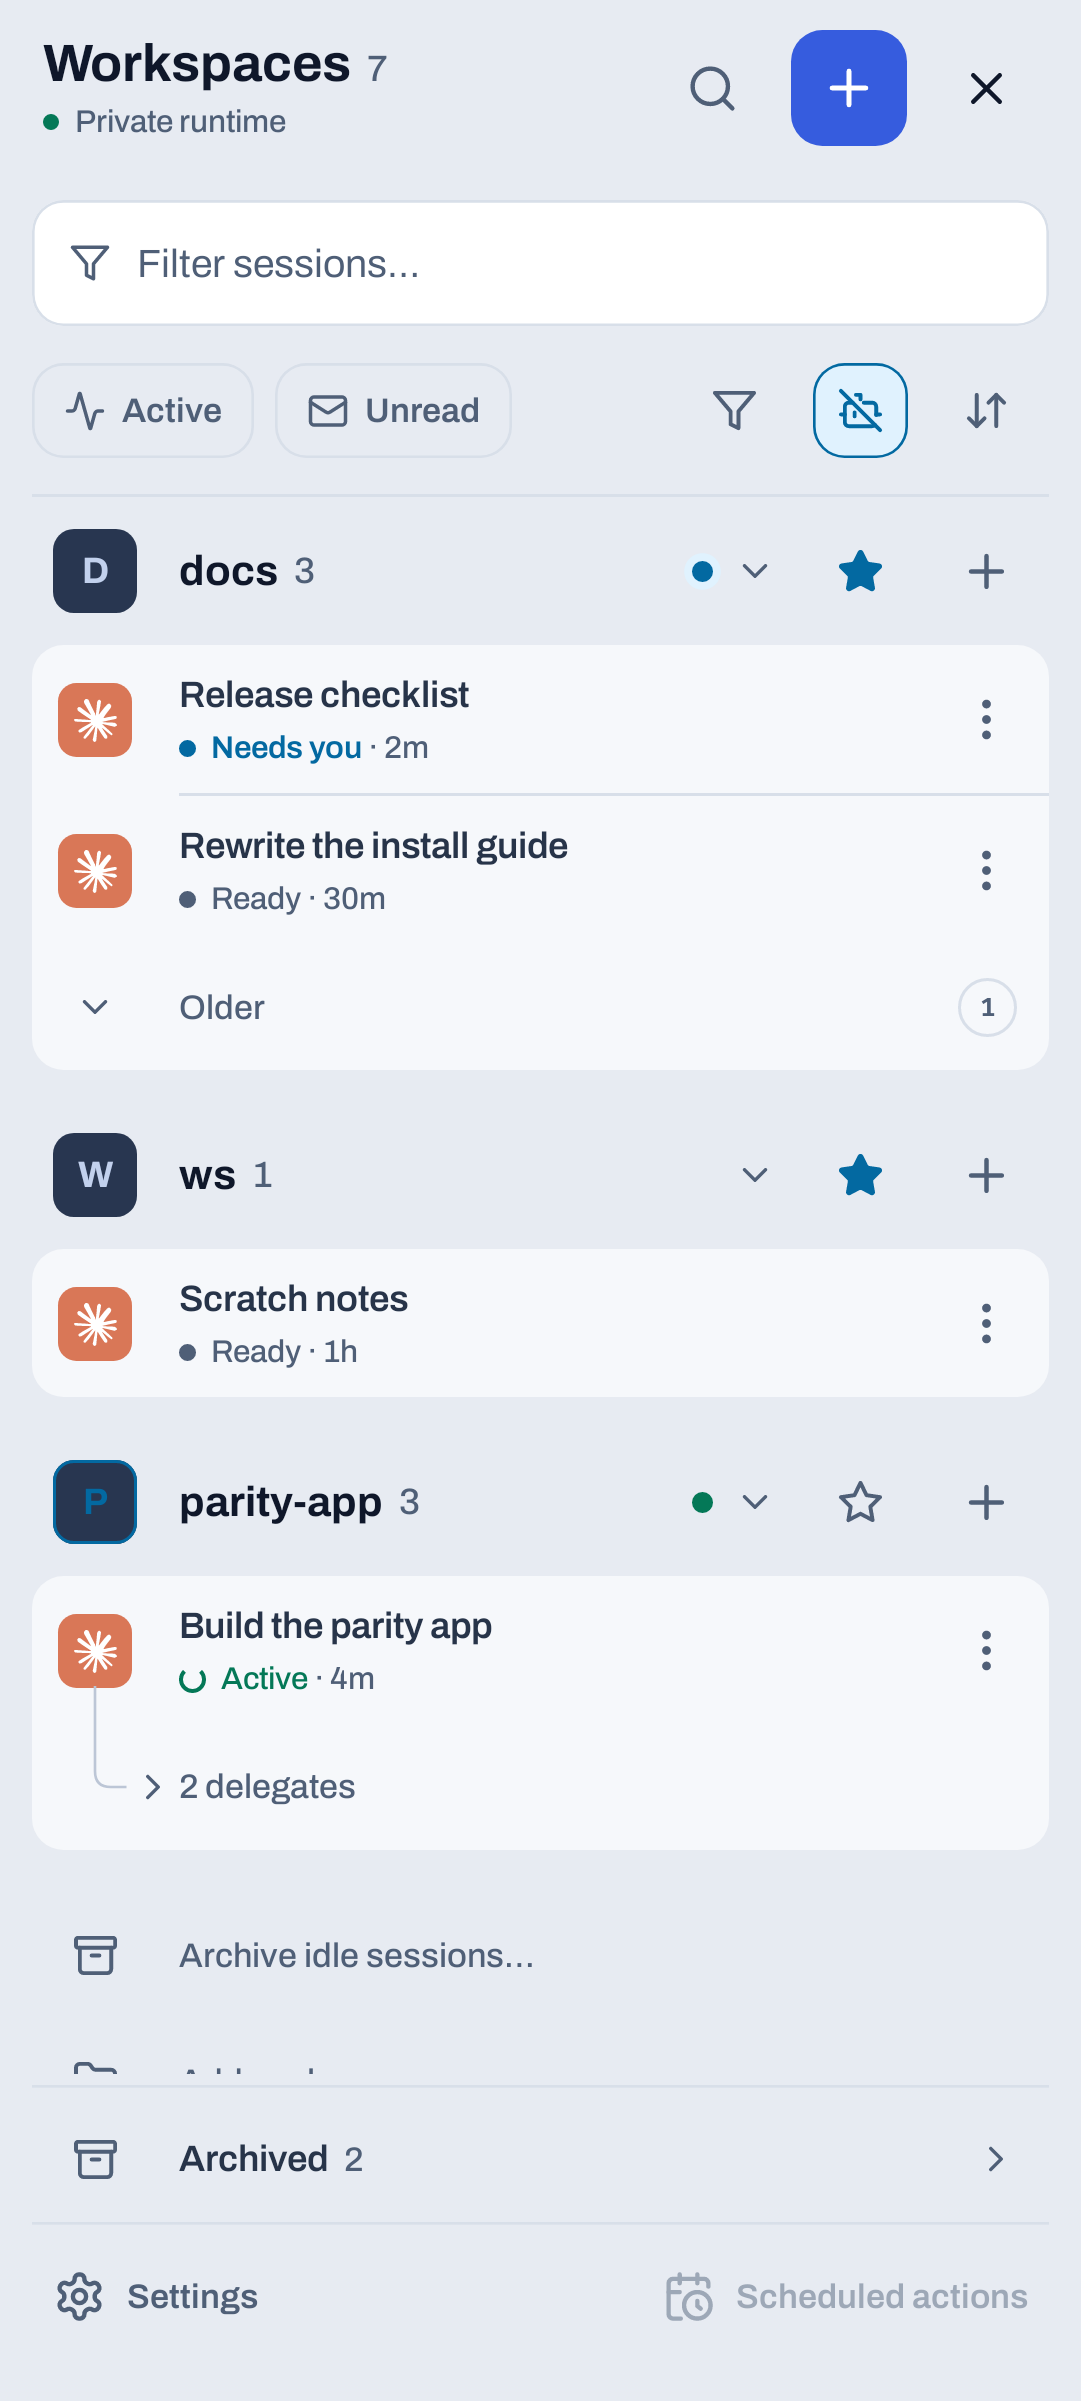 Workspaces 7
Private runtime
Filter sessions...
Active
Unread
D
docs 3
Release checklist
Needs you · 2m
Rewrite the install guide
Ready · 30m
Older
1
W
ws 1
Scratch notes
Ready · 1h
P
parity-app 3
Build the parity app
Active · 4m
2 delegates
Archive idle sessions...
Archived 2
Settings
Scheduled actions